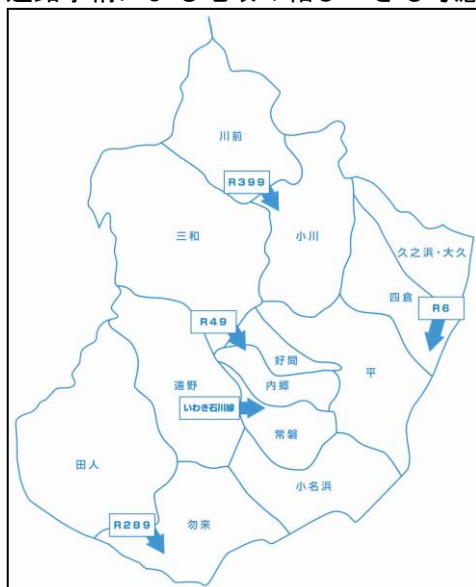 川前
R399
三和
小川
久之浜・大久
四倉
R6
R49
好間
平
内郷
遠野
いわき石川線
常磐
田人
小名浜
R289
勿来